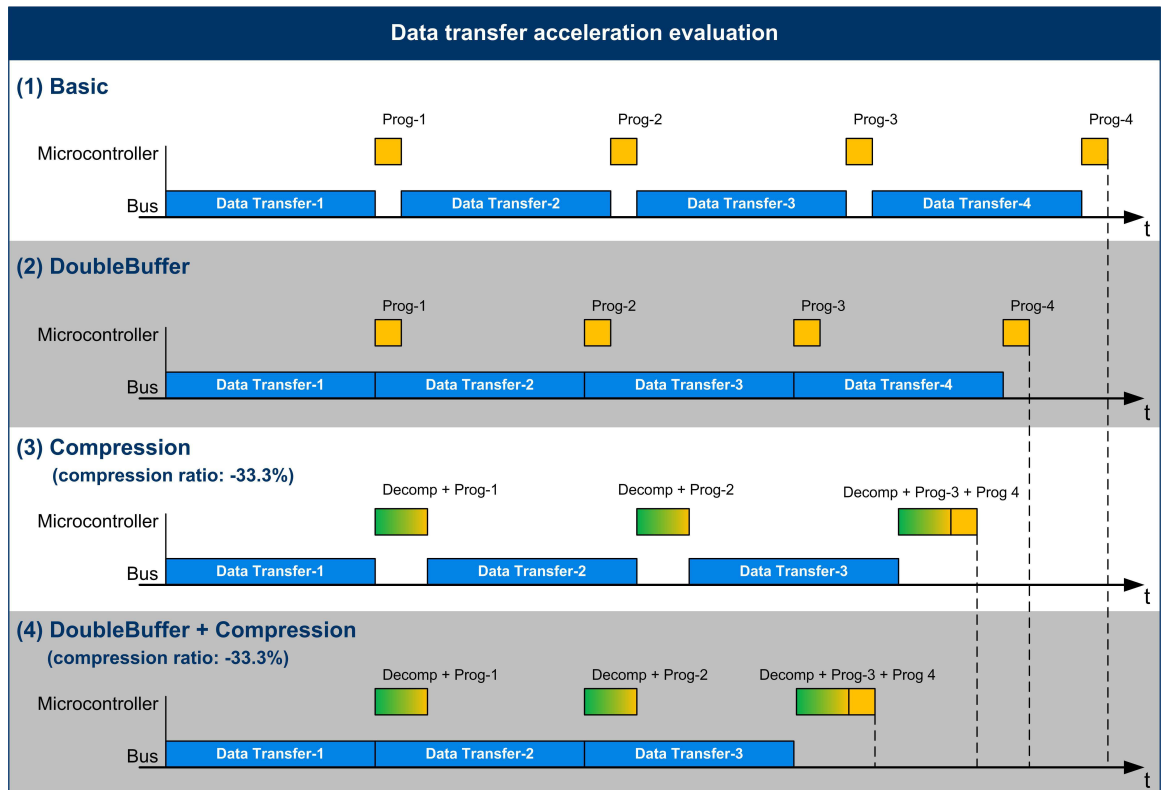 Data transfer acceleration evaluation
(1) Basic
Prog-1 Prog-2 Prog-3 Prog-4
Microcontroller
Bus Data Transfer-1 Data Transfer-2 Data Transfer-3 Data Transfer-4
t
(2) DoubleBuffer
Prog-1 Prog-2 Prog-3 Prog-4
Microcontroller
Bus Data Transfer-1 Data Transfer-2 Data Transfer-3 Data Transfer-4
t
(3) Compression
(compression ratio: -33.3%)
Decomp + Prog-1 Decomp + Prog-2 Decomp + Prog-3 + Prog 4
Microcontroller
Bus Data Transfer-1 Data Transfer-2 Data Transfer-3
t
(4) DoubleBuffer + Compression
(compression ratio: -33.3%)
Decomp + Prog-1 Decomp + Prog-2 Decomp + Prog-3 + Prog 4
Microcontroller
Bus Data Transfer-1 Data Transfer-2 Data Transfer-3
t